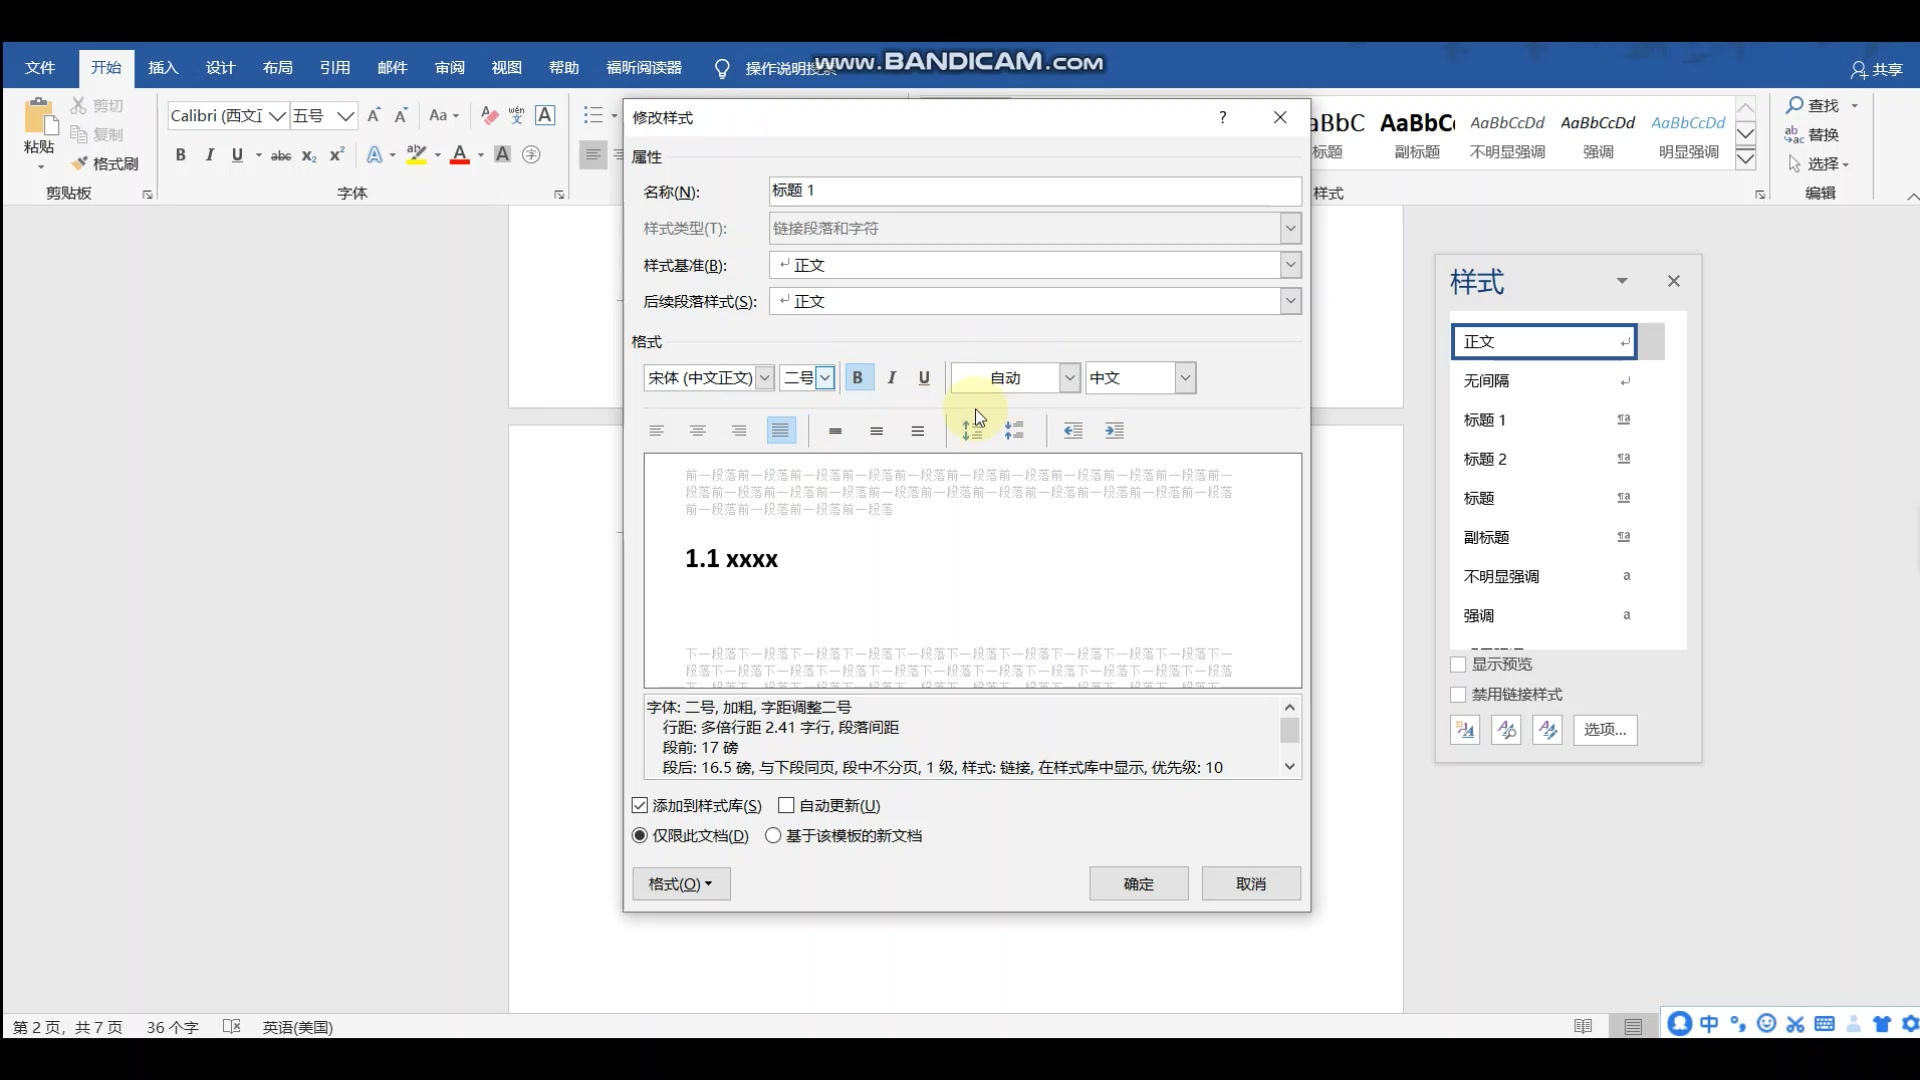 www.BANDICAM.com
文件 开始 插入 设计 布局 引用 邮件 审阅 视图 帮助 福昕阅读器 操作说明搜索 共享
剪切
复制
粘贴
格式刷
剪贴板
Calibri (西文正 五号 Aa wén 文 A
B I U abc x₂ x² A aby A A 字
字体
aBbC AaBbC AaBbCcDd AaBbCcDd AaBbCcDd
标题 副标题 不明显强调 强调 明显强调
样式
查找
替换
选择
编辑
修改样式 ?
属性
名称(N): 标题 1
样式类型(T): 链接段落和字符
样式基准(B): 正文
后续段落样式(S): 正文
格式
宋体 (中文正文) 二号 B I U 自动 中文
前一段落前一段落前一段落前一段落前一段落前一段落前一段落前一段落前一段落前一段落前一
段落前一段落前一段落前一段落前一段落前一段落前一段落前一段落前一段落前一段落前一段落
前一段落前一段落前一段落前一段落
1.1 xxxx
下一段落下一段落下一段落下一段落下一段落下一段落下一段落下一段落下一段落下一段落下一
段落下一段落下一段落下一段落下一段落下一段落下一段落下一段落下一段落下一段落下一段落
字体: 二号, 加粗, 字距调整二号
行距: 多倍行距 2.41 字行, 段落间距
段前: 17 磅
段后: 16.5 磅, 与下段同页, 段中不分页, 1 级, 样式: 链接, 在样式库中显示, 优先级: 10
添加到样式库(S) 自动更新(U)
仅限此文档(D) 基于该模板的新文档
格式(O) 确定 取消
样式
正文
无间隔
标题 1 ¶a
标题 2 ¶a
标题 ¶a
副标题 ¶a
不明显强调 a
强调 a
显示预览
禁用链接样式
选项...
第 2 页，共 7 页 36 个字 英语(美国)
中